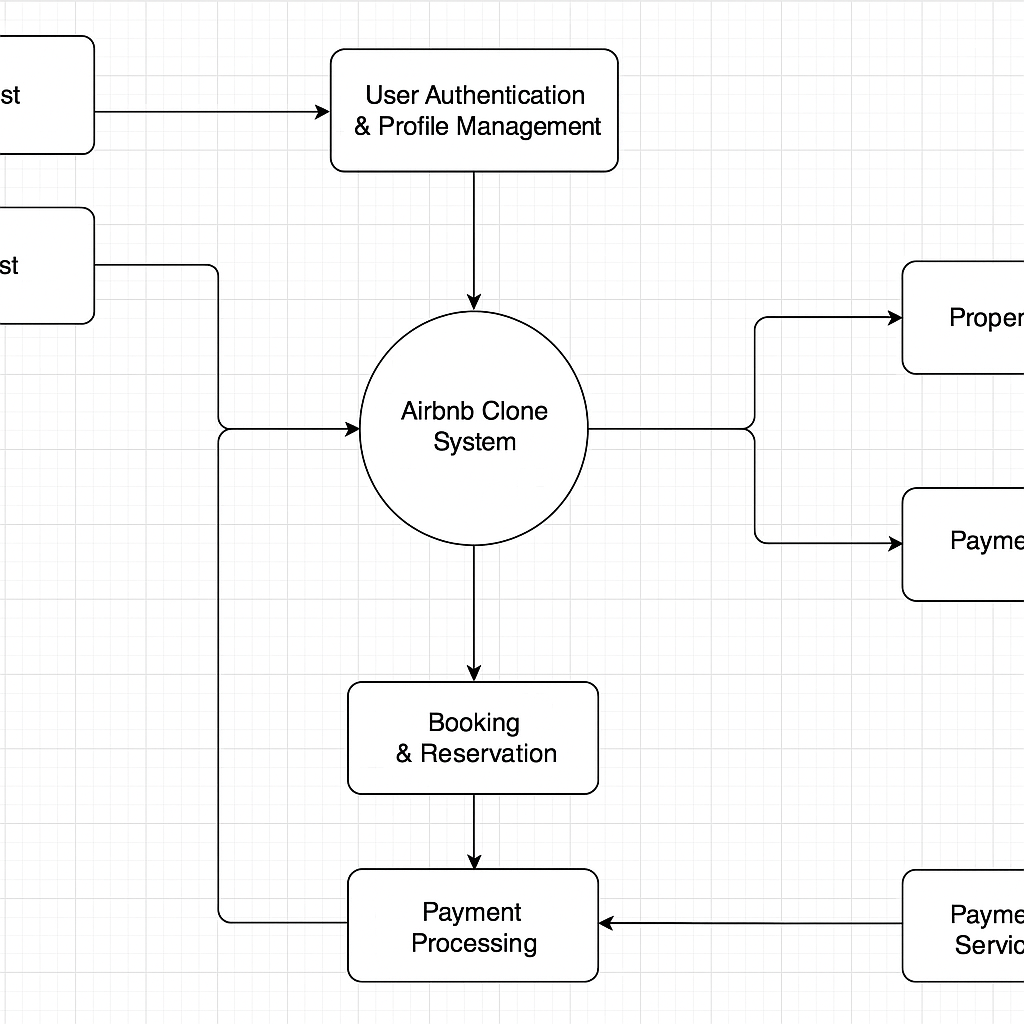 st
User Authentication
& Profile Management
st
Airbnb Clone
System
Proper
Payme
Booking
& Reservation
Payment
Processing
Payme
Servic